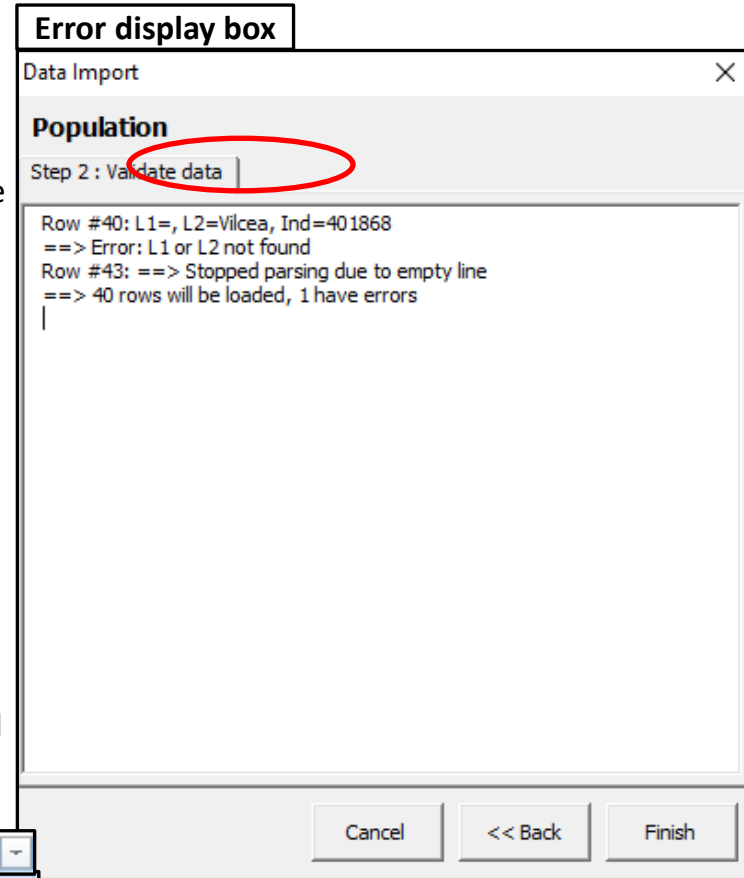 Error display box
Data Import
Population
Step 2 : Validate data
Row #40: L1=, L2=Vilcea, Ind=401868
==> Error: L1 or L2 not found
Row #43: ==> Stopped parsing due to empty line
==> 40 rows will be loaded, 1 have errors
Cancel << Back Finish